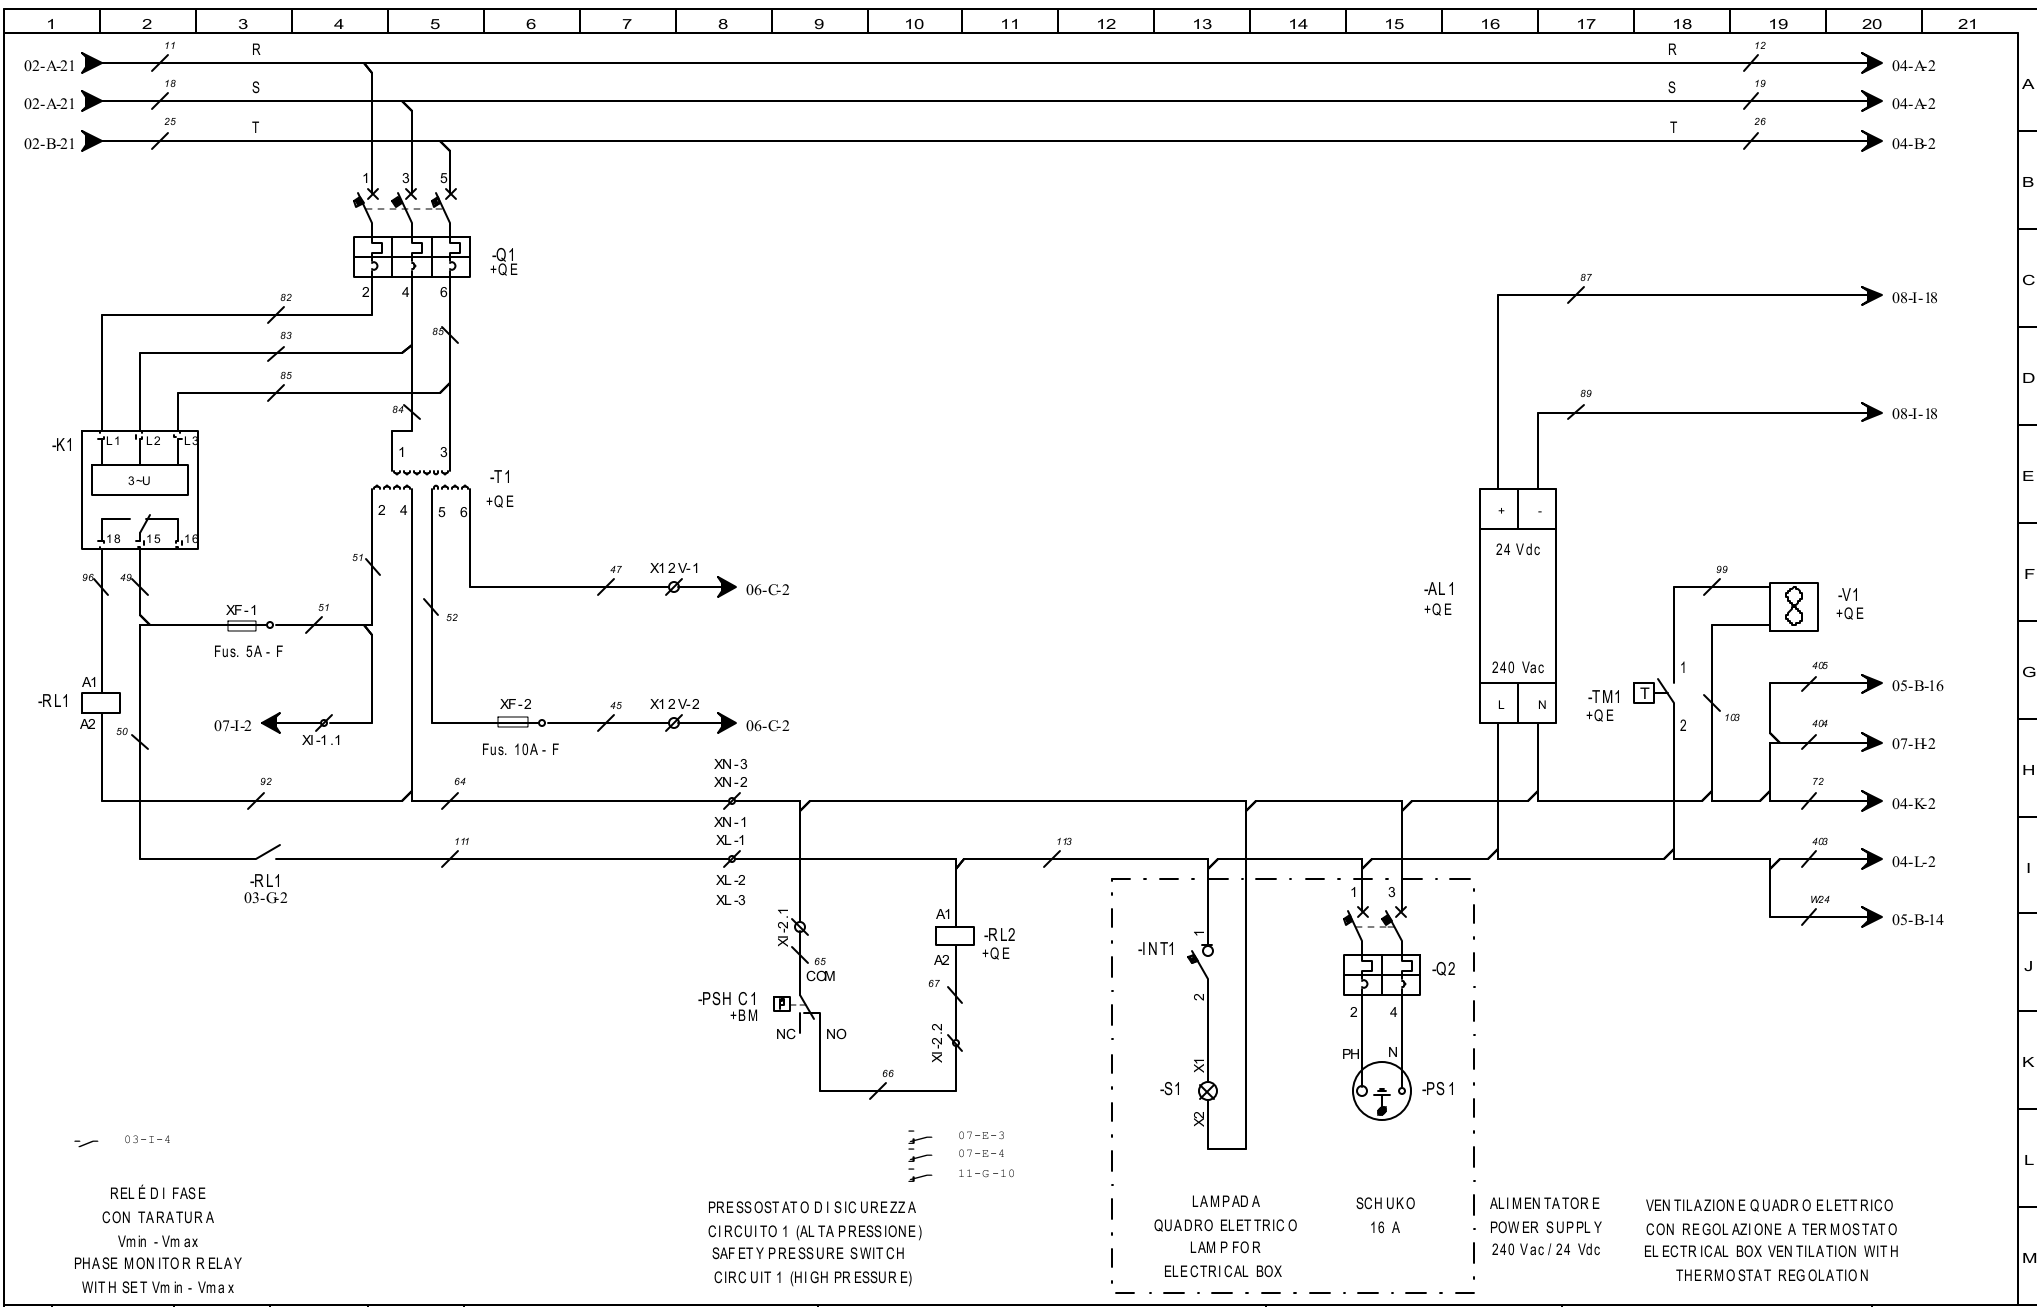 1 2 3 4 5 6 7 8 9 10 11 12 13 14 15 16 17 18 19 20 21
A
B
C
D
E
F
G
H
I
J
K
L
M
02-A-21 11 R R 12 04-A-2
02-A-21 18 S S 19 04-A-2
02-B-21 25 T T 26 04-B-2
1 3 5
-Q1
+QE
2 4 6
82
83
85
85
84
87 08-I-18
89 08-I-18
-K1
L1 L2 L3
3~U
18 15 16
1 3
-T1
+QE
2 4 5 6
96 49 51
47 X12V-1 06-C-2
XF-1 51
Fus. 5A - F
52
+ -
24 Vdc
-AL1
+QE
240 Vac
L N
99
-V1
+QE
A1
-RL1
A2
50
07-I-2
XI-1.1
XF-2 45 X12V-2 06-C-2
Fus. 10A - F
1
-TM1 T
+QE
2
103
405 05-B-16
404 07-H-2
72 04-K-2
403 04-L-2
W24 05-B-14
92 64
XN-3
XN-2
XN-1
XL-1
XL-2
XL-3
111 113
-RL1
03-G-2
XI-2.1
65
COM
-PSH C1 P
+BM
NC NO
66
A1
-RL2
+QE
A2
67
XI-2.2
1
-INT1
2
X1
-S1
X2
1 3
-Q2
2 4
PH N
-PS1
03-I-4
07-E-3
07-E-4
11-G-10
RELÉ DI FASE
CON TARATURA
Vmin - Vmax
PHASE MONITOR RELAY
WITH SET Vmin - Vmax
PRESSOSTATO DI SICUREZZA
CIRCUITO 1 (ALTA PRESSIONE)
SAFETY PRESSURE SWITCH
CIRCUIT 1 (HIGH PRESSURE)
LAMPADA
QUADRO ELETTRICO
LAMP FOR
ELECTRICAL BOX
SCHUKO
16 A
ALIMENTATORE
POWER SUPPLY
240 Vac / 24 Vdc
VENTILAZIONE QUADRO ELETTRICO
CON REGOLAZIONE A TERMOSTATO
ELECTRICAL BOX VENTILATION WITH
THERMOSTAT REGOLATION